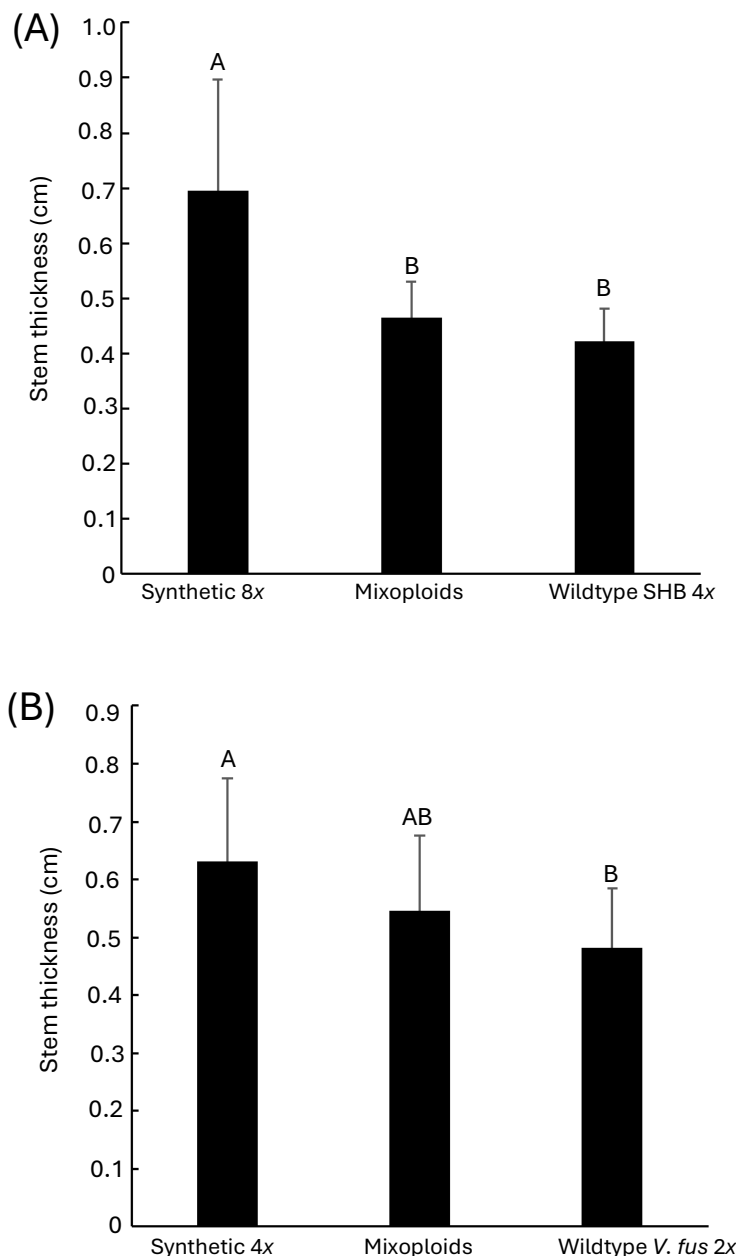 (A)
1.0
0.9
0.8
0.7
0.6
0.5
0.4
0.3
0.2
0.1
0
Stem thickness (cm)
A
B
B
Synthetic 8x
Mixoploids
Wildtype SHB 4x
(B)
0.9
0.8
0.7
0.6
0.5
0.4
0.3
0.2
0.1
0
Stem thickness (cm)
A
AB
B
Synthetic 4x
Mixoploids
Wildtype V. fus 2x